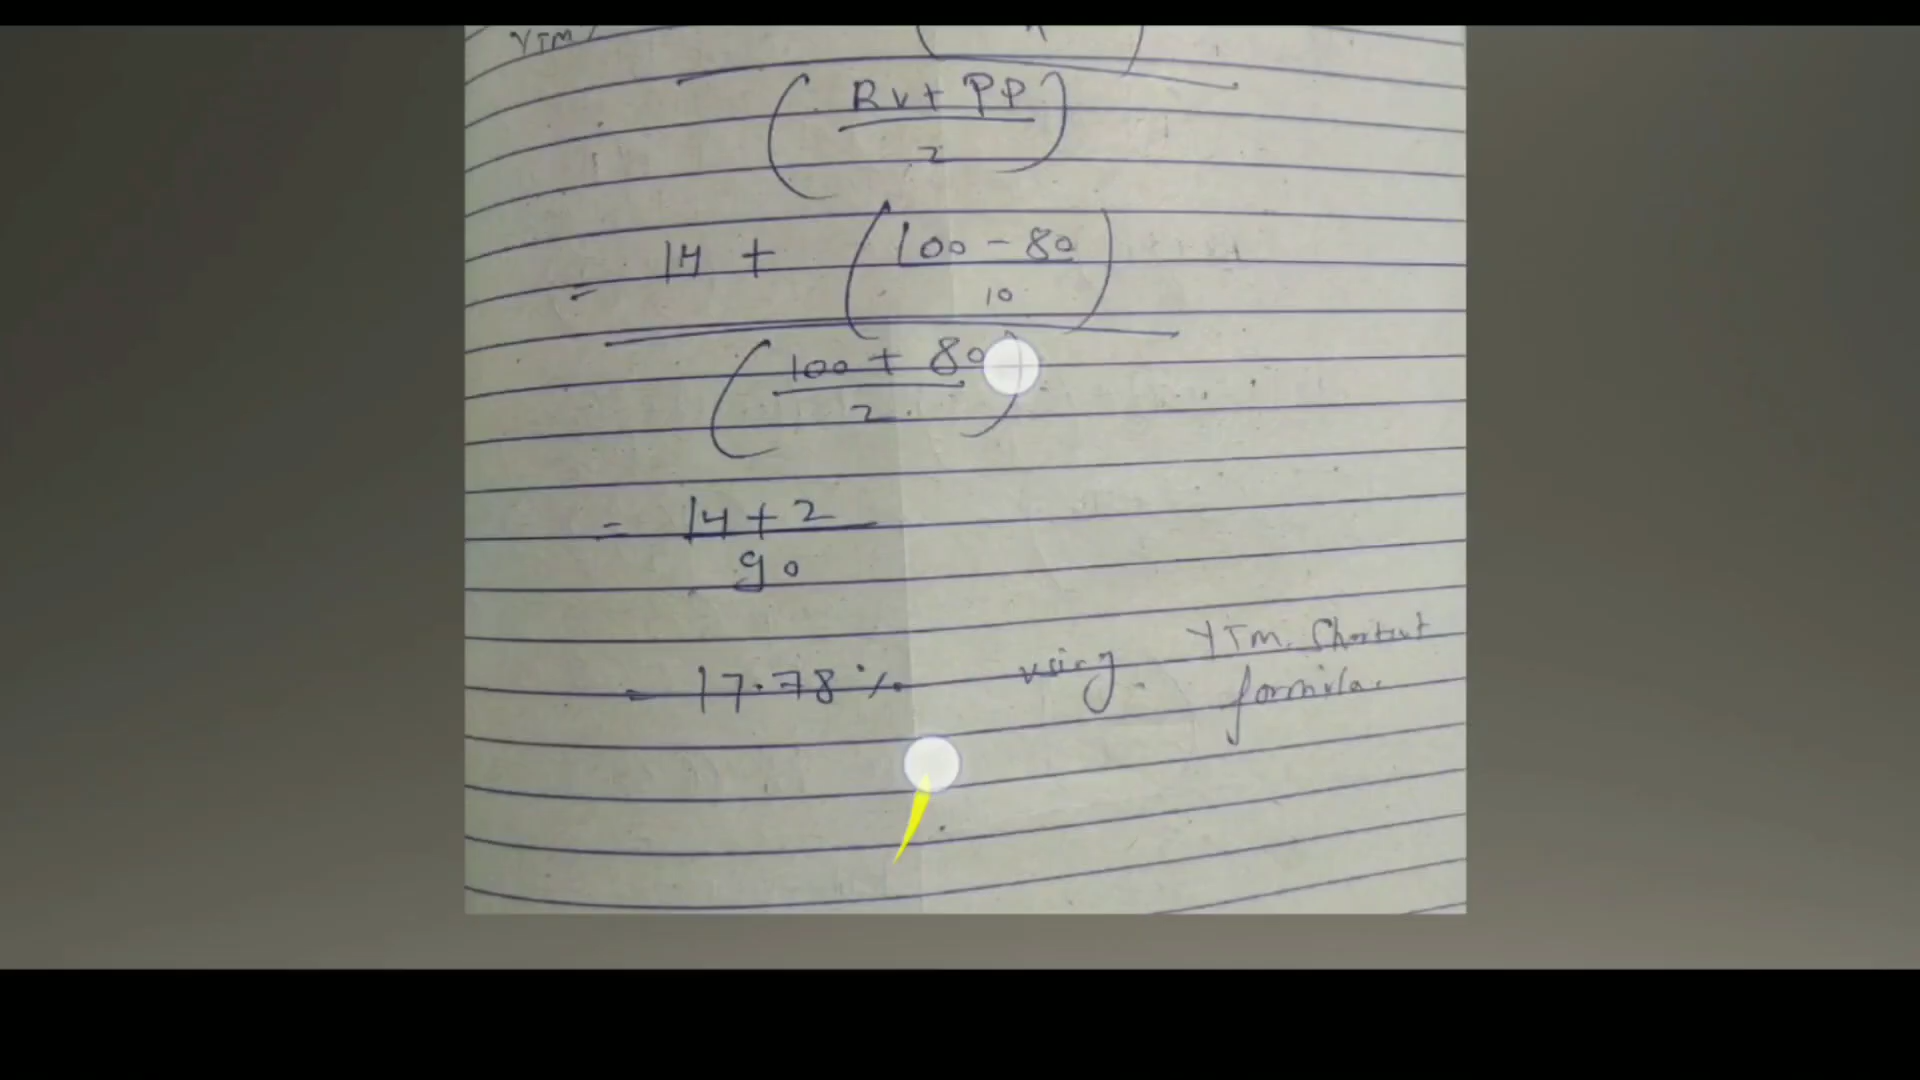 YTM
n
( RV + PP )
2
= 14 + ( 100 - 80 )
10
( 100 + 80 )
2
= 14 + 2
90
= 17.78 % using YTM. Shortcut
formula.